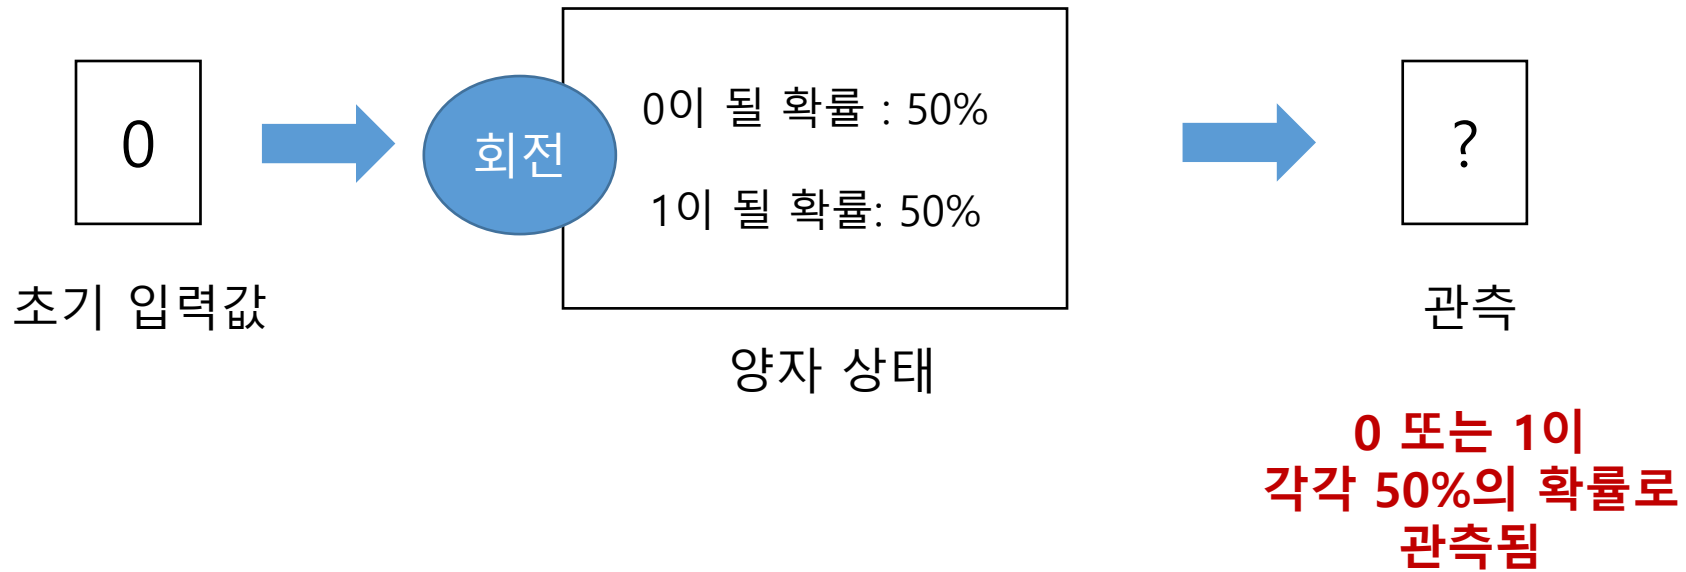 0
초기 입력값
회전
0이 될 확률 : 50%
1이 될 확률: 50%
양자 상태
?
관측
0 또는 1이
각각 50%의 확률로
관측됨